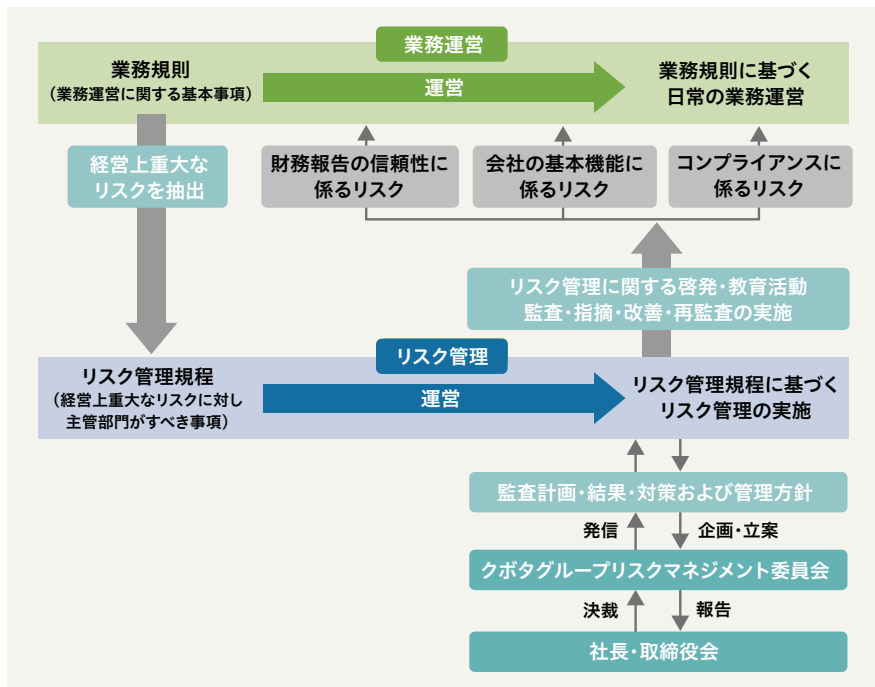 業務運営
業務規則
（業務運営に関する基本事項）
運営
業務規則に基づく
日常の業務運営
経営上重大な
リスクを抽出
財務報告の信頼性に
係るリスク
会社の基本機能に
係るリスク
コンプライアンスに
係るリスク
リスク管理に関する啓発・教育活動
監査・指摘・改善・再監査の実施
リスク管理
リスク管理規程
（経営上重大なリスクに対し
主管部門がすべき事項）
運営
リスク管理規程に基づく
リスク管理の実施
監査計画・結果・対策および管理方針
発信
企画・立案
クボタグループリスクマネジメント委員会
決裁
報告
社長・取締役会